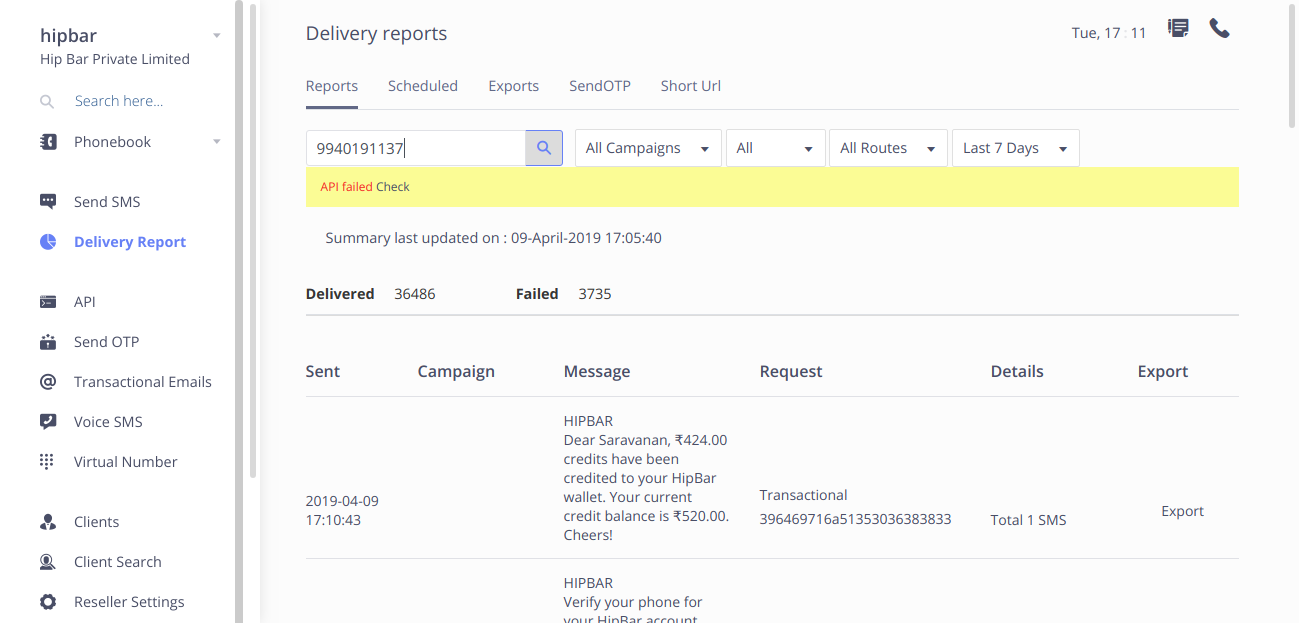 hipbar
Hip Bar Private Limited
Search here...
Phonebook
Send SMS
Delivery Report
API
Send OTP
Transactional Emails
Voice SMS
Virtual Number
Clients
Client Search
Reseller Settings
Delivery reports
Tue, 17 : 11
Reports Scheduled Exports SendOTP Short Url
9940191137 All Campaigns All All Routes Last 7 Days
API failed Check
Summary last updated on : 09-April-2019 17:05:40
Delivered 36486 Failed 3735
Sent Campaign Message Request Details Export
2019-04-09
17:10:43
HIPBAR
Dear Saravanan, ₹424.00
credits have been
credited to your HipBar
wallet. Your current
credit balance is ₹520.00.
Cheers!
Transactional
396469716a51353036383833
Total 1 SMS
Export
HIPBAR
Verify your phone for
your HipBar account